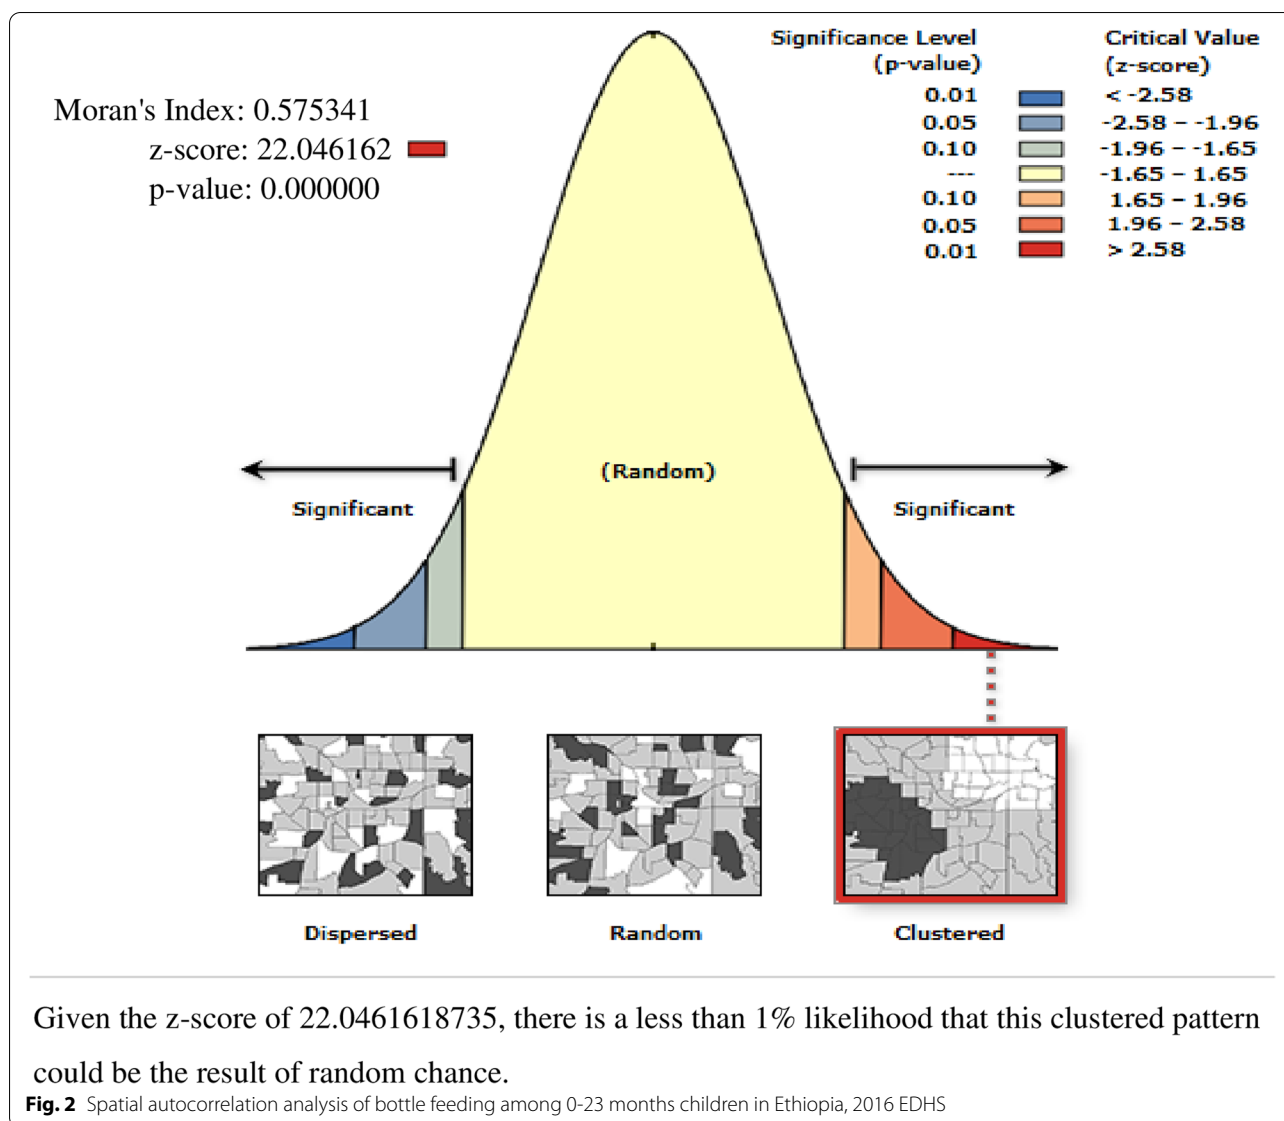 Moran's Index: 0.575341
z-score: 22.046162
p-value: 0.000000
Significance Level
(p-value)
Critical Value
(z-score)
0.01 < -2.58
0.05 -2.58 – -1.96
0.10 -1.96 – -1.65
--- -1.65 – 1.65
0.10 1.65 – 1.96
0.05 1.96 – 2.58
0.01 > 2.58
(Random)
Significant
Significant
Dispersed
Random
Clustered
Given the z-score of 22.0461618735, there is a less than 1% likelihood that this clustered pattern
could be the result of random chance.
Fig. 2 Spatial autocorrelation analysis of bottle feeding among 0-23 months children in Ethiopia, 2016 EDHS